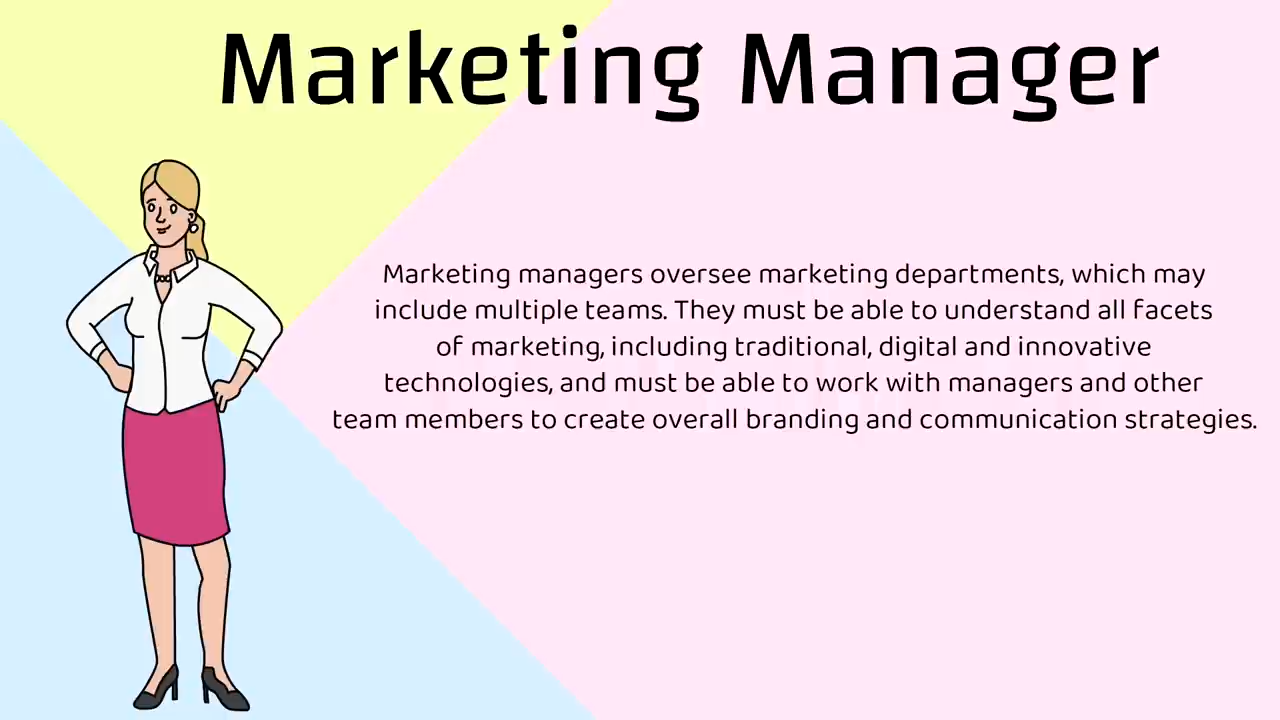 Marketing Manager
Marketing managers oversee marketing departments, which may
include multiple teams. They must be able to understand all facets
of marketing, including traditional, digital and innovative
technologies, and must be able to work with managers and other
team members to create overall branding and communication strategies.